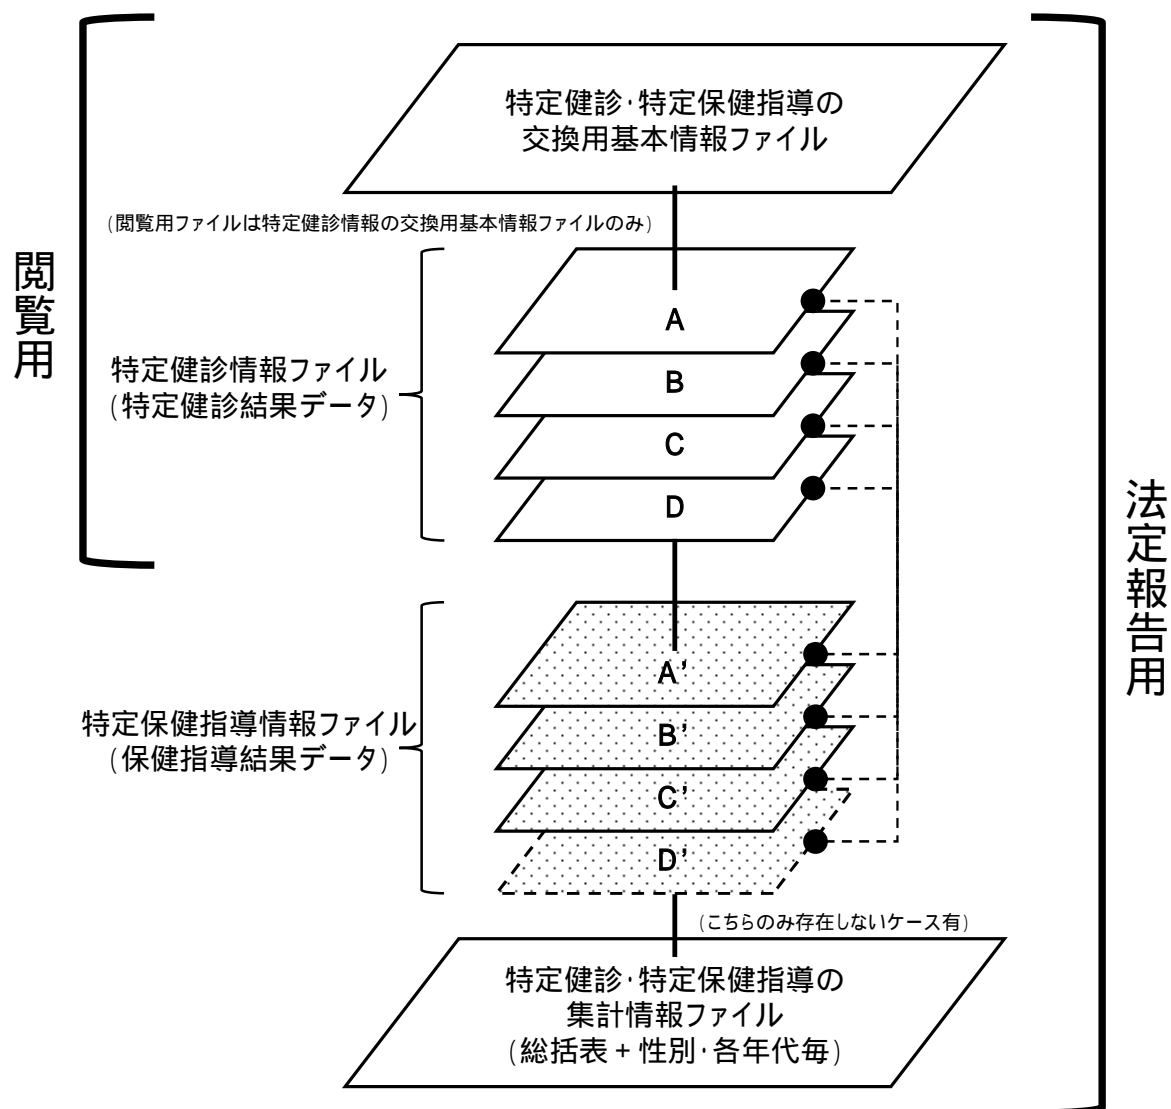 特定健診・特定保健指導の
交換用基本情報ファイル
(閲覧用ファイルは特定健診情報の交換用基本情報ファイルのみ)
閲覧用
特定健診情報ファイル
(特定健診結果データ)
A
B
C
D
法定報告用
特定保健指導情報ファイル
(保健指導結果データ)
A'
B'
C'
D'
(こちらのみ存在しないケース有)
特定健診・特定保健指導の
集計情報ファイル
(総括表+性別・各年代毎)